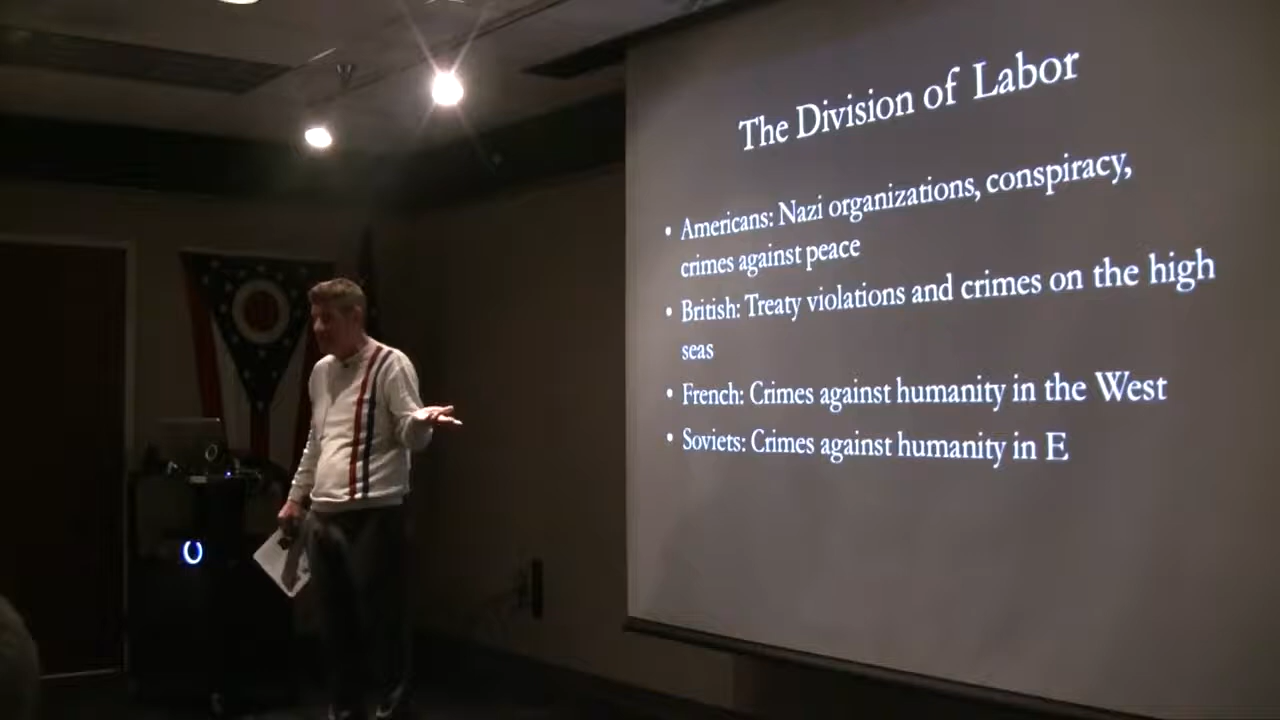 The Division of Labor
• Americans: Nazi organizations, conspiracy,
crimes against peace
• British: Treaty violations and crimes on the high
seas
• French: Crimes against humanity in the West
• Soviets: Crimes against humanity in E